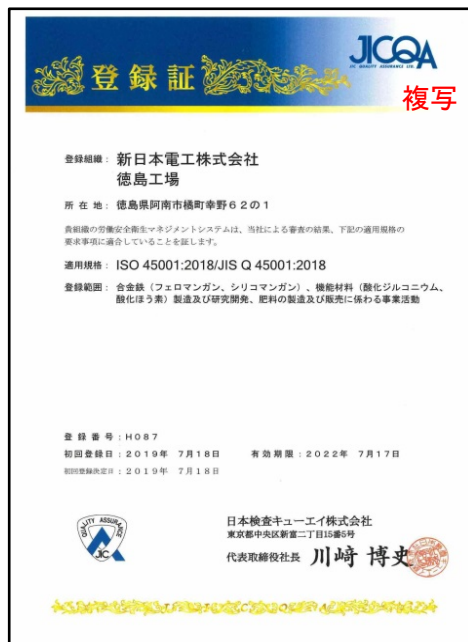 JICQA
JIC QUALITY ASSURANCE LTD.
登録証
複写
登録組織： 新日本電工株式会社
徳島工場
所 在 地： 徳島県阿南市橘町幸野６２の１
貴組織の労働安全衛生マネジメントシステムは、当社による審査の結果、下記の適用規格の
要求事項に適合していることを証します。
適用規格： ISO 45001:2018/JIS Q 45001:2018
登録範囲： 合金鉄（フェロマンガン、シリコマンガン）、機能材料（酸化ジルコニウム、
酸化ほう素）製造及び研究開発、肥料の製造及び販売に係わる事業活動
登 録 番 号：H087
初回登録日：2019年 7月18日 有効期限：2022年 7月17日
初回登録決定日：2019年 7月18日
QUALITY ASSURANCE
JIC
日本検査キューエイ株式会社
東京都中央区新富二丁目15番5号
代表取締役社長 川﨑 博史